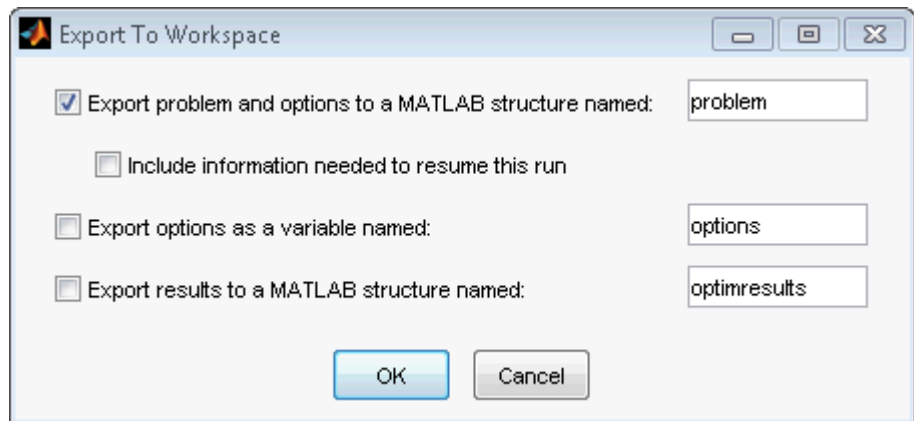 Export To Workspace
Export problem and options to a MATLAB structure named: problem
Include information needed to resume this run
Export options as a variable named: options
Export results to a MATLAB structure named: optimresults
OK Cancel